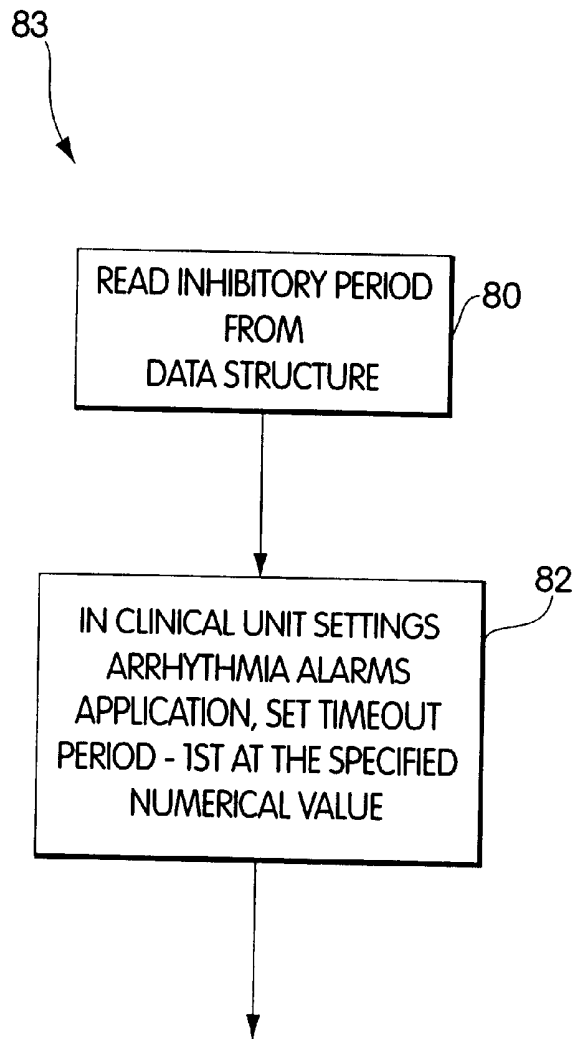 83
READ INHIBITORY PERIOD
FROM
DATA STRUCTURE
80
82
IN CLINICAL UNIT SETTINGS
ARRHYTHMIA ALARMS
APPLICATION, SET TIMEOUT
PERIOD - 1ST AT THE SPECIFIED
NUMERICAL VALUE